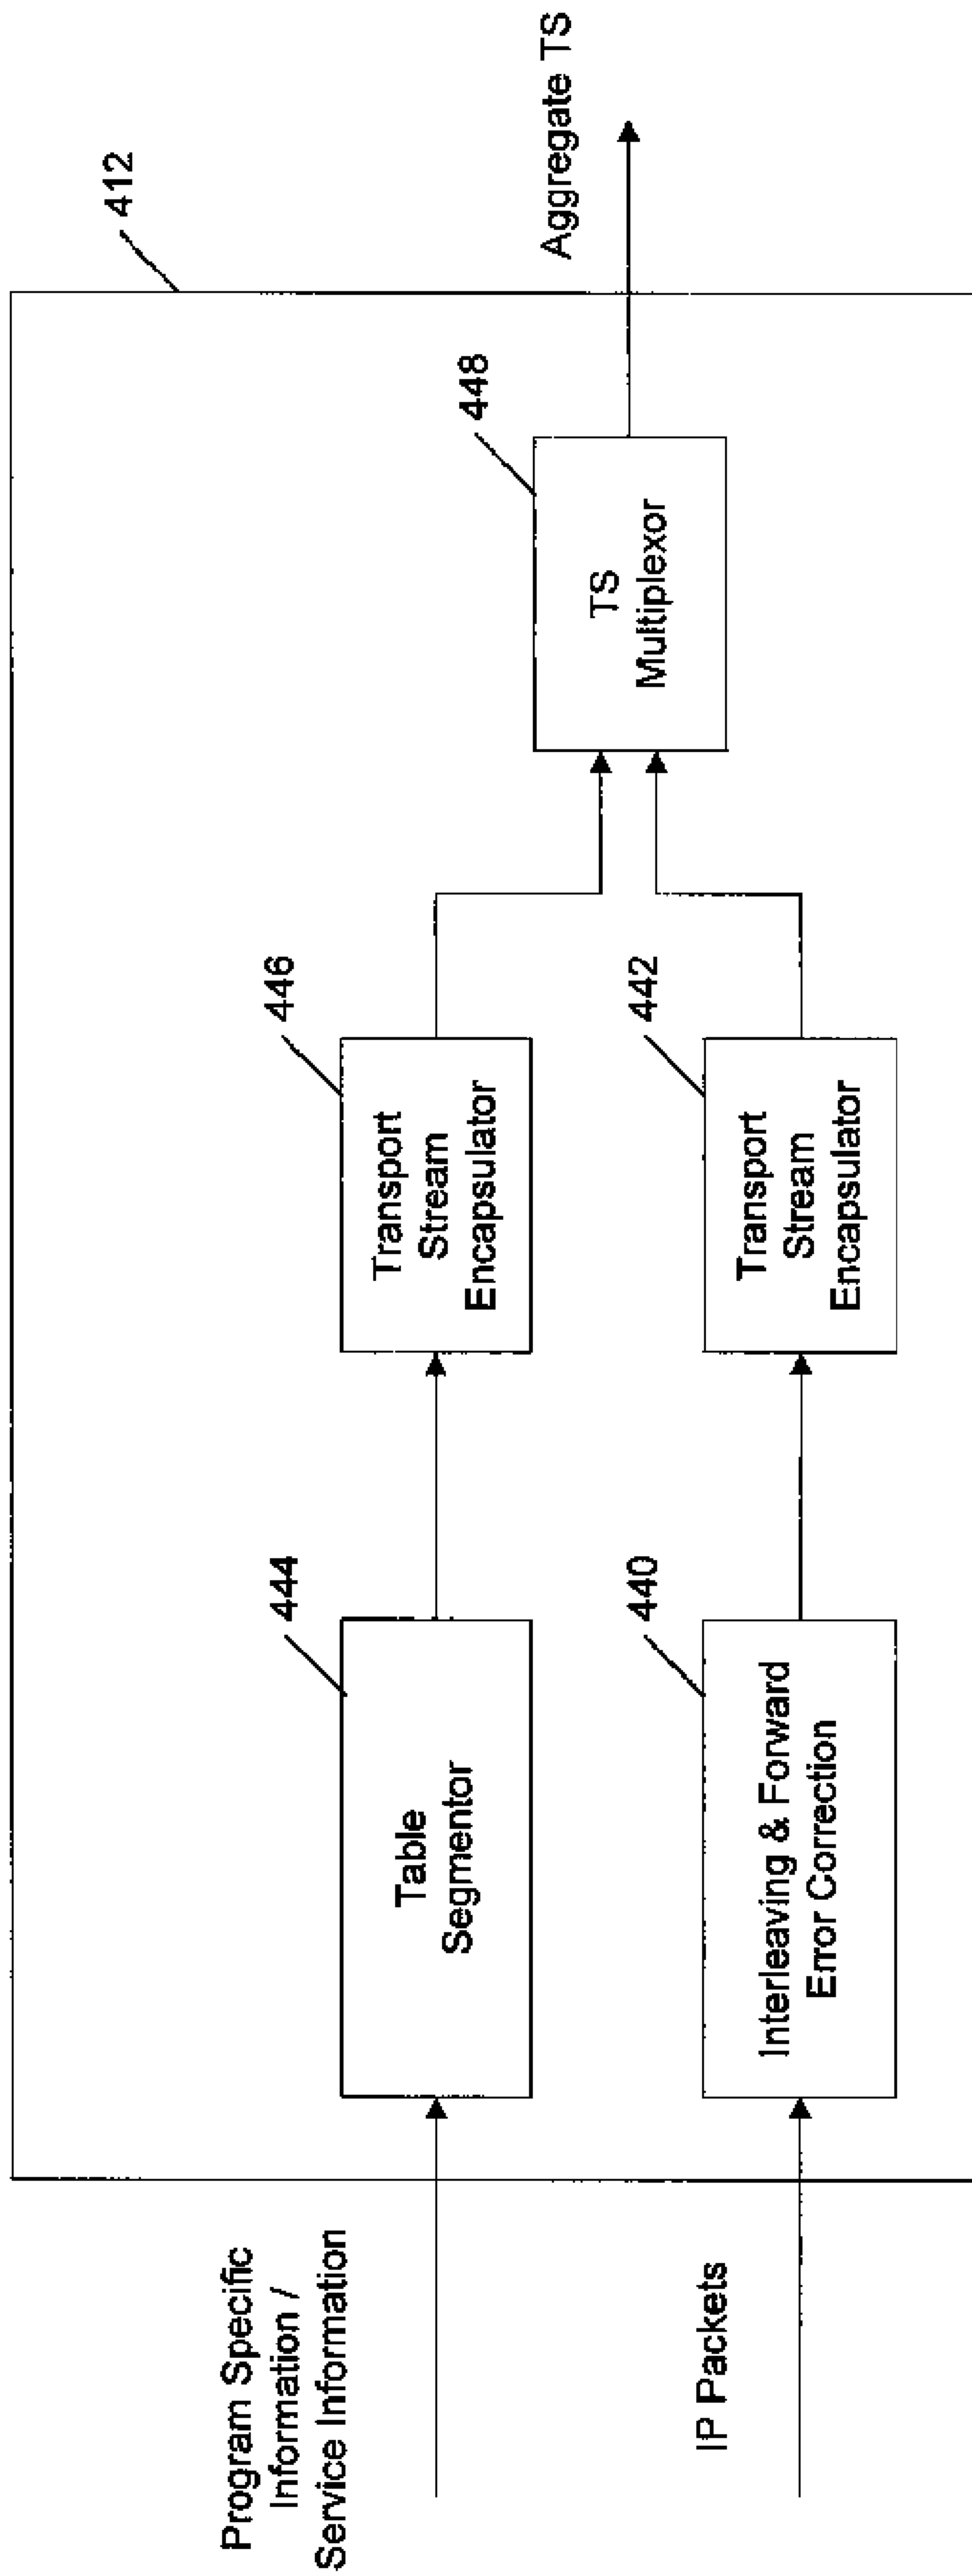 Program Specific
Information /
Service Information
IP Packets
412
444
Table
Segmentor
440
Interleaving & Forward
Error Correction
446
Transport
Stream
Encapsulator
442
Transport
Stream
Encapsulator
448
TS
Multiplexor
Aggregate TS